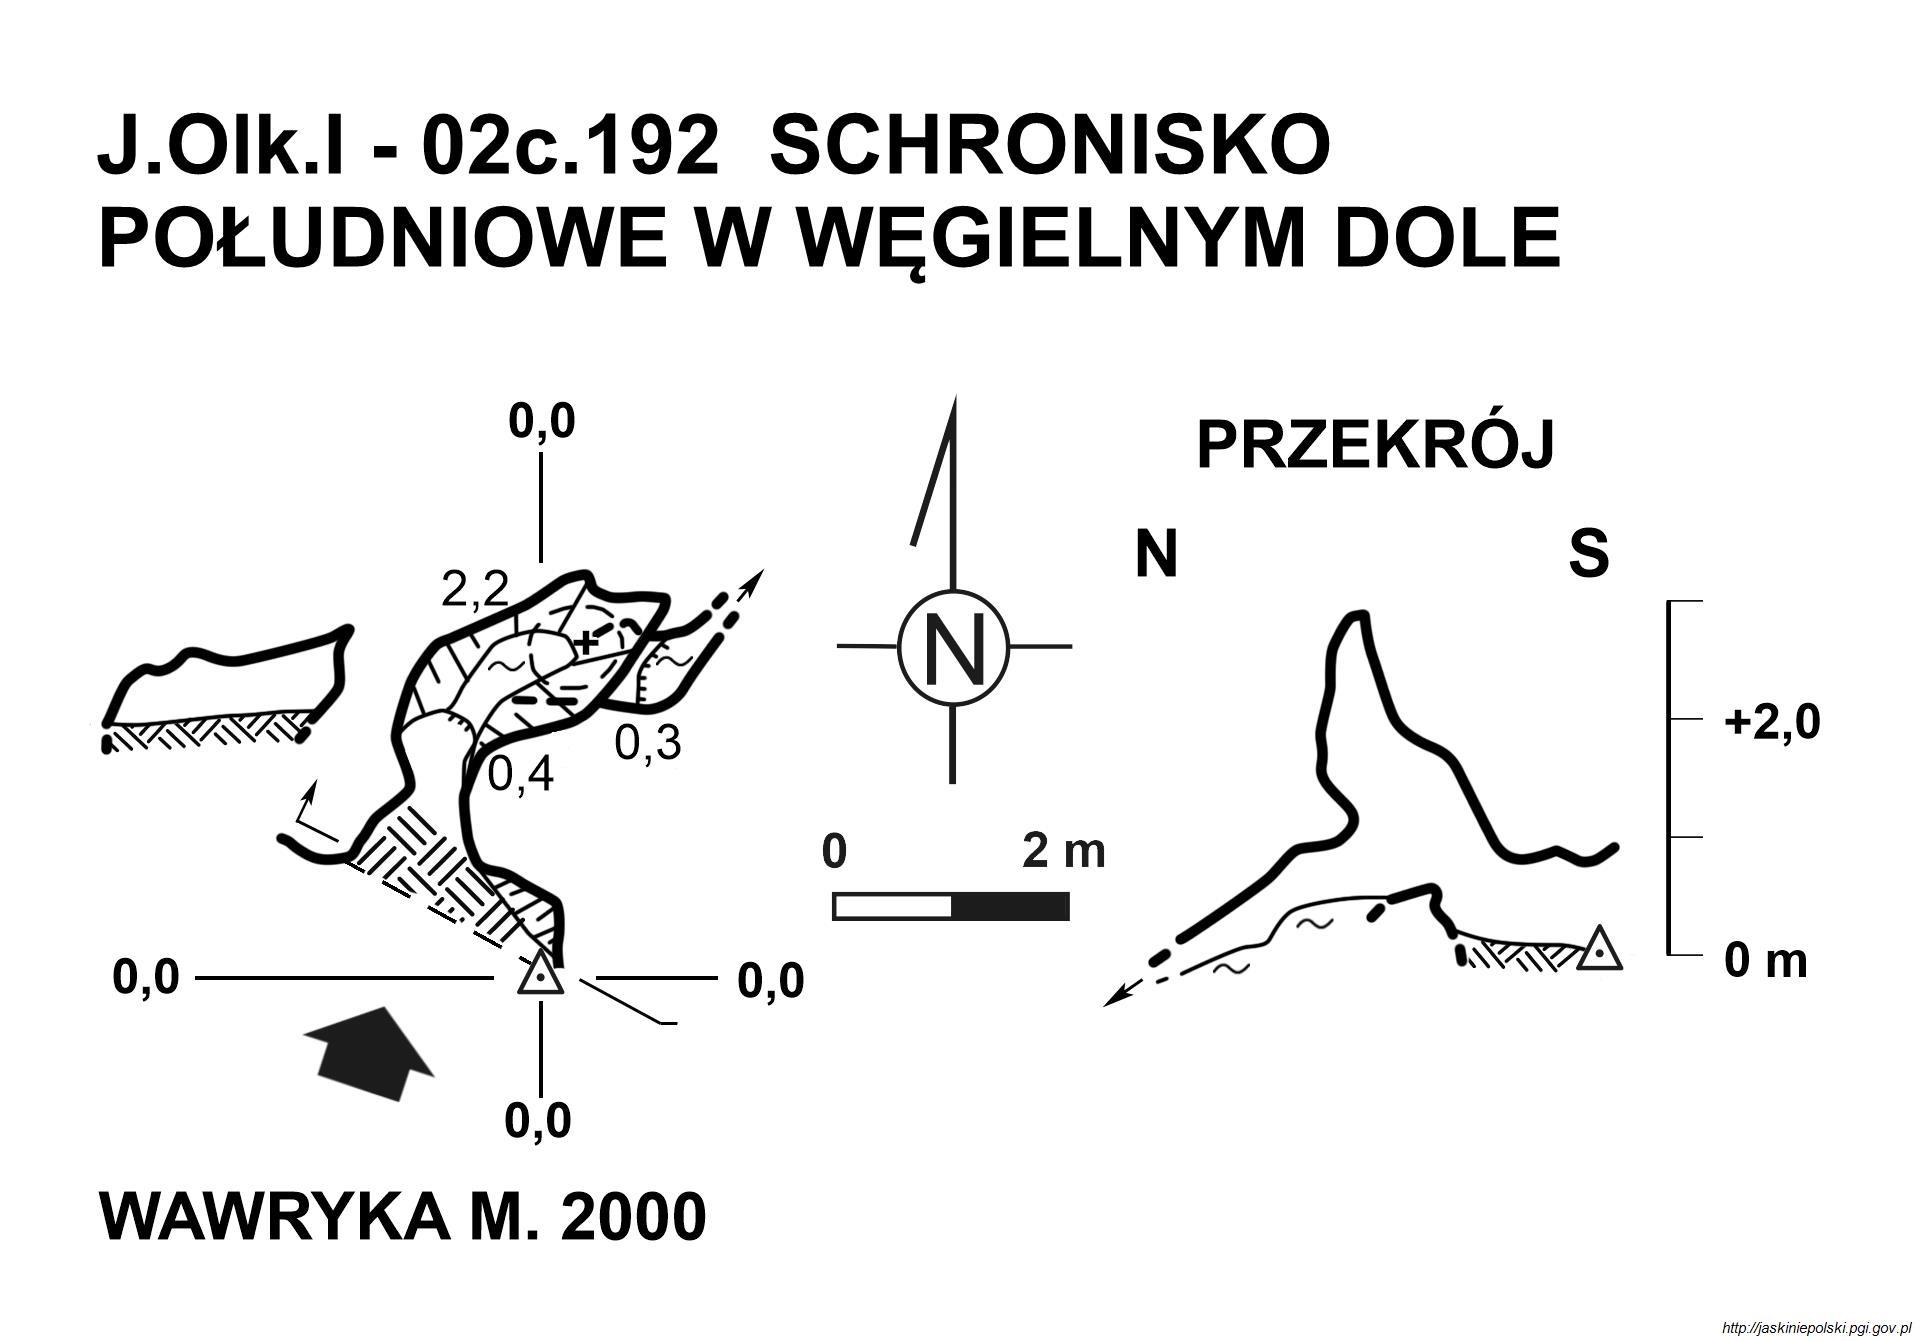 J.Olk.I - 02c.192 SCHRONISKO
POŁUDNIOWE W WĘGIELNYM DOLE
0,0
PRZEKRÓJ
N
S
2,2
N
+2,0
0,3
0,4
0
2 m
0,0
0,0
0 m
0,0
WAWRYKA M. 2000
http://jaskiniepolski.pgi.gov.pl